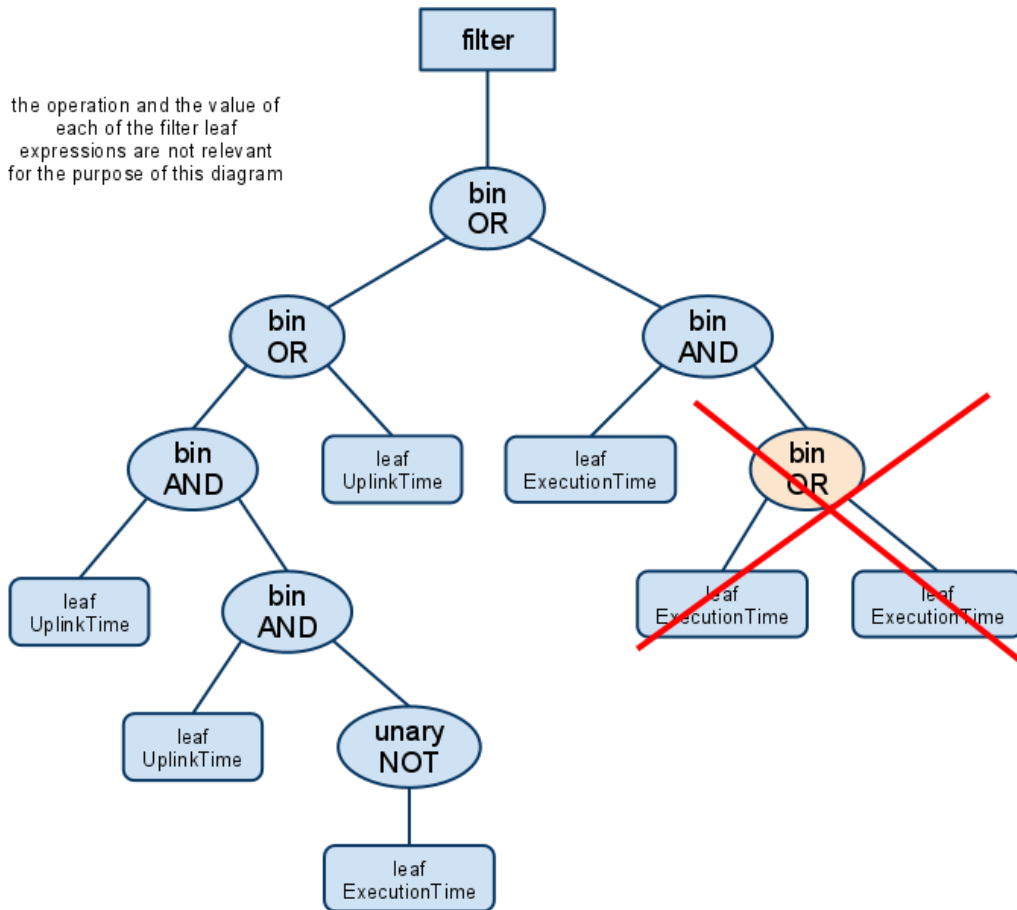 filter
the operation and the value of
each of the filter leaf
expressions are not relevant
for the purpose of this diagram
bin
OR
bin
OR
bin
AND
bin
AND
leaf
UplinkTime
leaf
ExecutionTime
bin
OR
leaf
UplinkTime
bin
AND
leaf
ExecutionTime
leaf
ExecutionTime
leaf
UplinkTime
unary
NOT
leaf
ExecutionTime